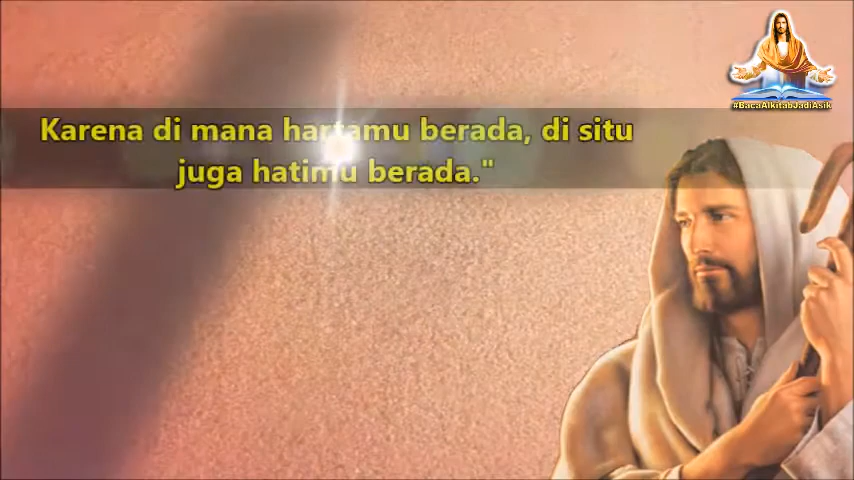 #BacaAlkitabJadiAsik
Karena di mana hartamu berada, di situ
juga hatimu berada."